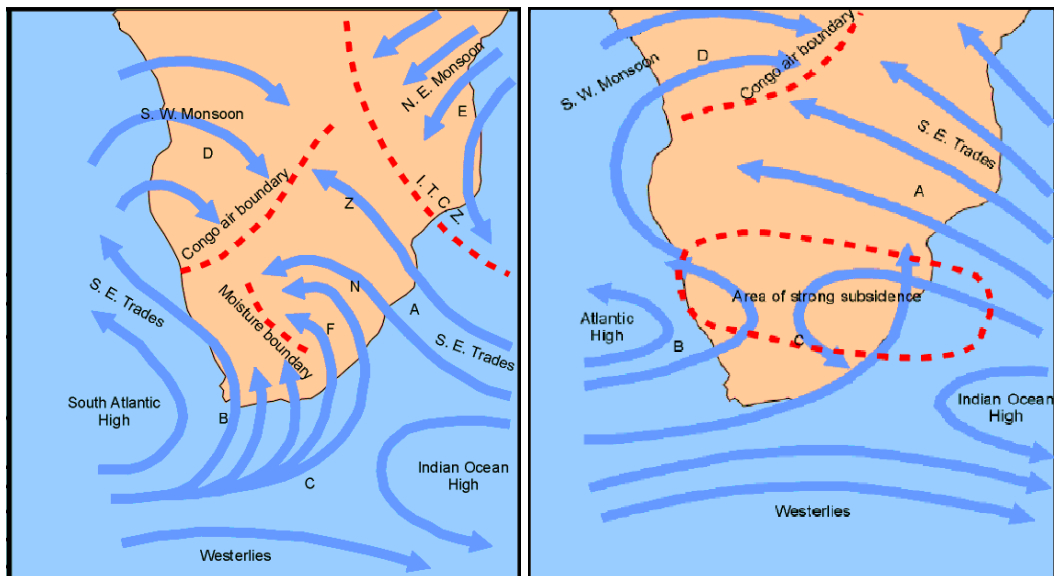 N. E. Monsoon
E
S. W. Monsoon
D
Congo air boundary
Z
I. T. C. Z.
N
A
S. E. Trades
Moisture boundary
F
S. E. Trades
South Atlantic
High
B
C
Indian Ocean
High
Westerlies
D
Congo air boundary
S. W. Monsoon
S. E. Trades
A
Area of strong subsidence
Atlantic
High
B
C
Indian Ocean
High
Westerlies